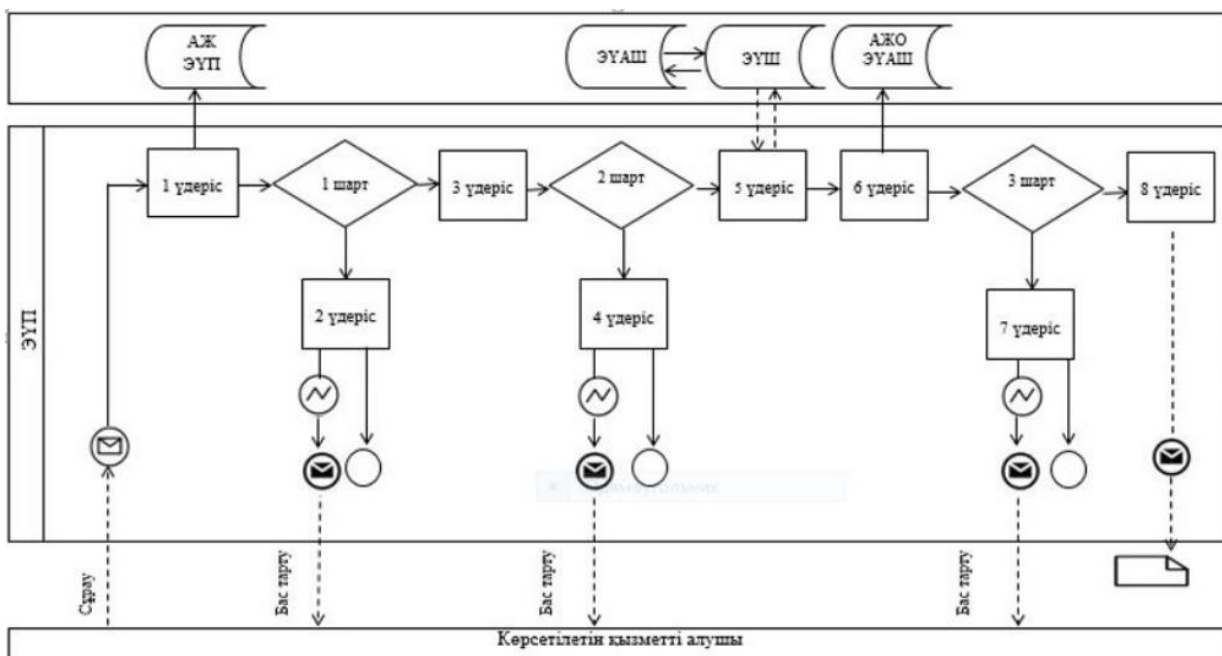 АЖ
ЭҮП
ЭҮАШ
ЭҮШ
АЖО
ЭҮАШ
1 үдеріс
1 шарт
3 үдеріс
2 шарт
5 үдеріс
6 үдеріс
3 шарт
8 үдеріс
2 үдеріс
4 үдеріс
7 үдеріс
ЭҮП
Сұрау
Бас тарту
Бас тарту
Бас тарту
Көрсетілетін қызметті алушы